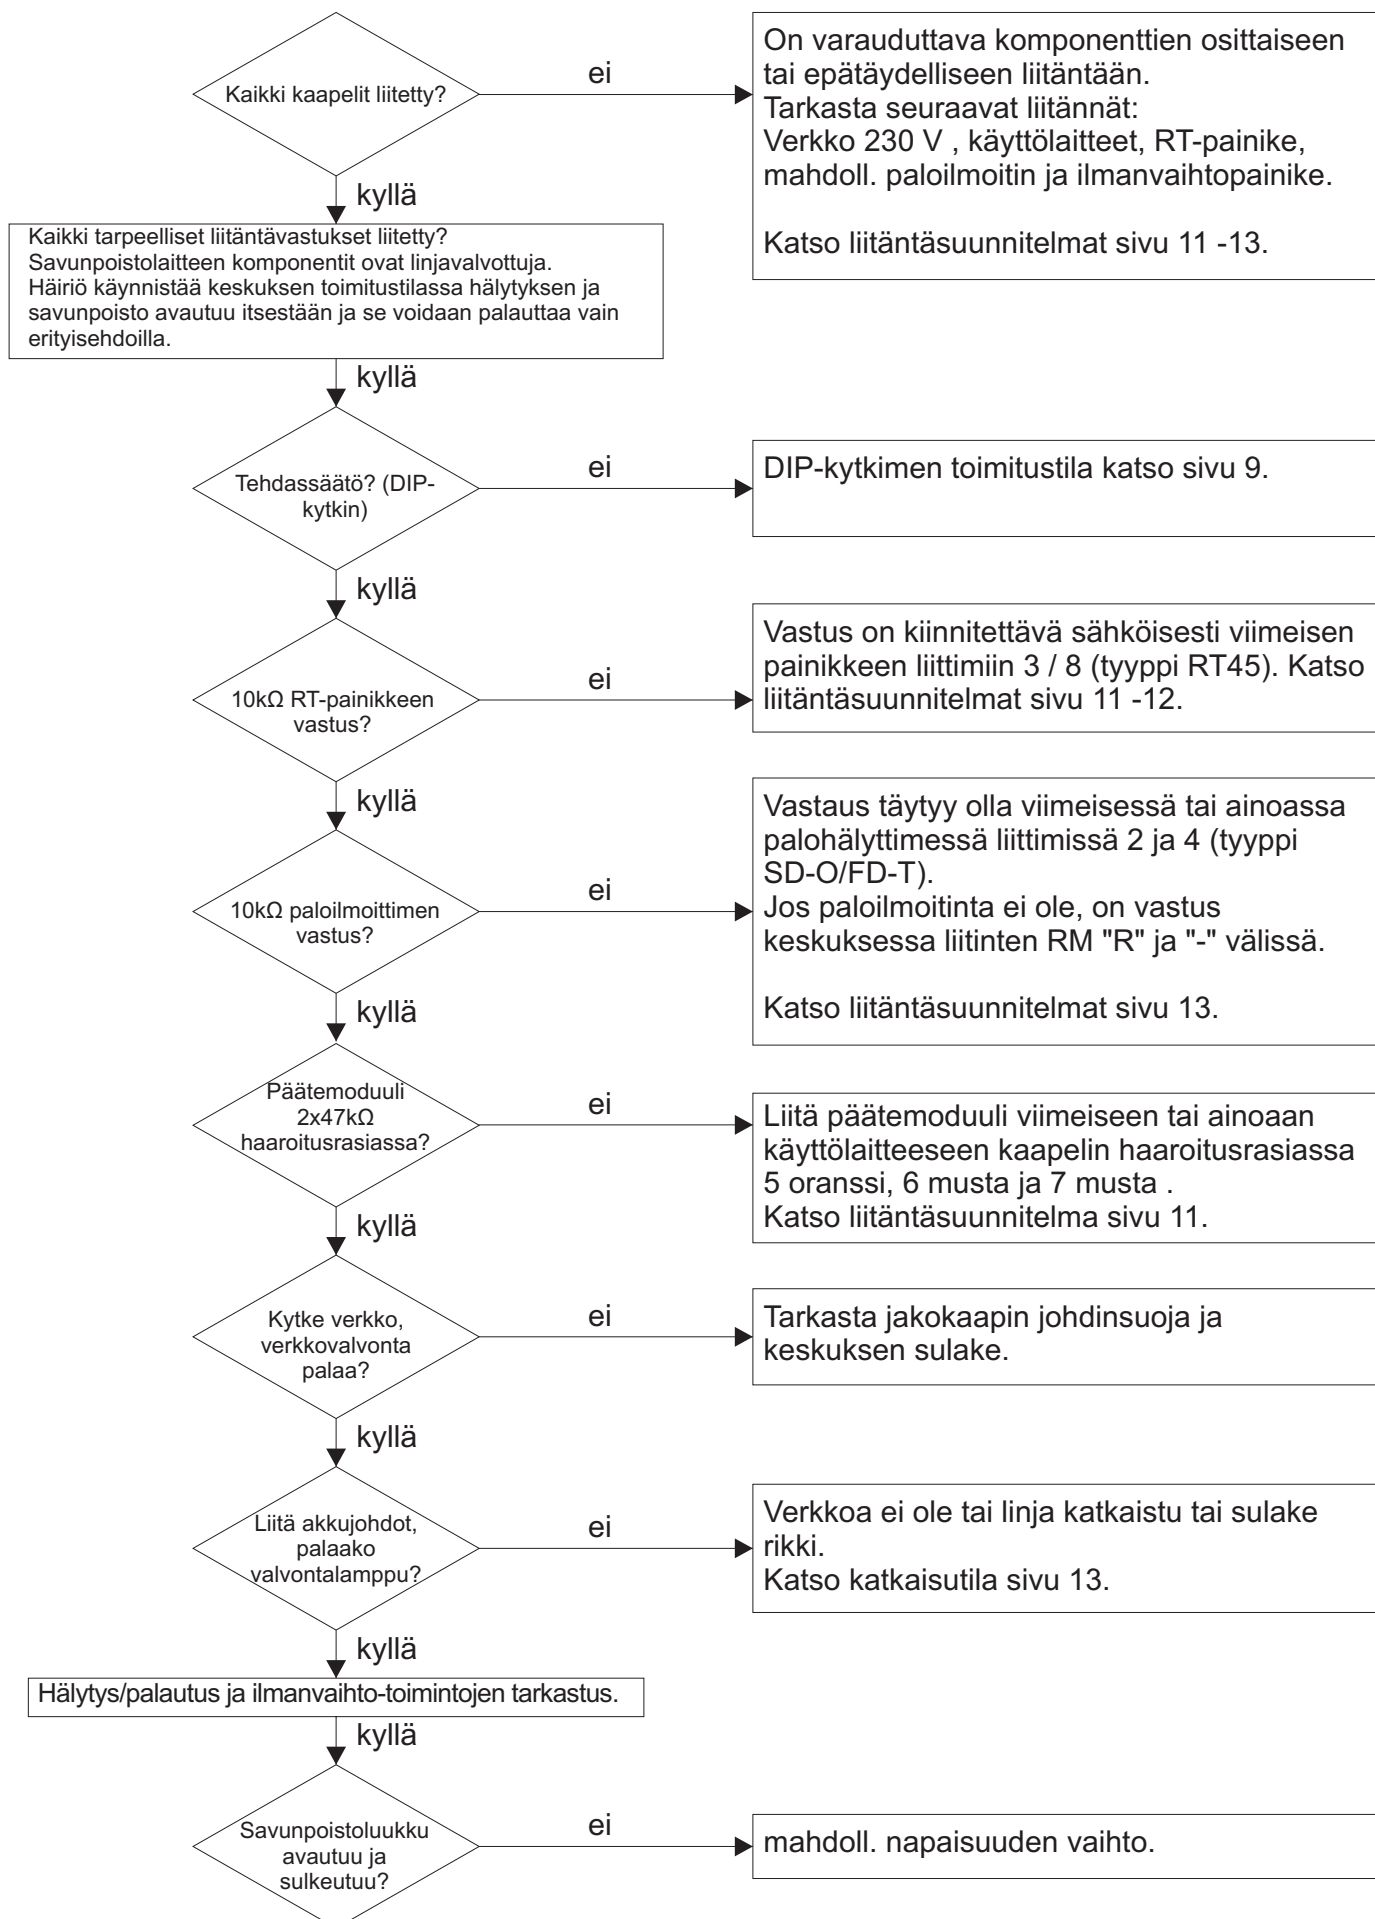 Kaikki kaapelit liitetty?
ei
On varauduttava komponenttien osittaiseen
tai epätäydelliseen liitäntään.
Tarkasta seuraavat liitännät:
Verkko 230 V , käyttölaitteet, RT-painike,
mahdoll. paloilmoitin ja ilmanvaihtopainike.
Katso liitäntäsuunnitelmat sivu 11 -13.
kyllä
Kaikki tarpeelliset liitäntävastukset liitetty?
Savunpoistolaitteen komponentit ovat linjavalvottuja.
Häiriö käynnistää keskuksen toimitustilassa hälytyksen ja
savunpoisto avautuu itsestään ja se voidaan palauttaa vain
erityisehdoilla.
kyllä
Tehdassäätö? (DIP-
kytkin)
ei
DIP-kytkimen toimitustila katso sivu 9.
kyllä
10kΩ RT-painikkeen
vastus?
ei
Vastus on kiinnitettävä sähköisesti viimeisen
painikkeen liittimiin 3 / 8 (tyyppi RT45). Katso
liitäntäsuunnitelmat sivu 11 -12.
kyllä
10kΩ paloilmoittimen
vastus?
ei
Vastaus täytyy olla viimeisessä tai ainoassa
palohälyttimessä liittimissä 2 ja 4 (tyyppi
SD-O/FD-T).
Jos paloilmoitinta ei ole, on vastus
keskuksessa liitinten RM "R" ja "-" välissä.
Katso liitäntäsuunnitelmat sivu 13.
kyllä
Päätemoduuli
2x47kΩ
haaroitusrasiassa?
ei
Liitä päätemoduuli viimeiseen tai ainoaan
käyttölaitteeseen kaapelin haaroitusrasiassa
5 oranssi, 6 musta ja 7 musta .
Katso liitäntäsuunnitelma sivu 11.
kyllä
Kytke verkko,
verkkovalvonta
palaa?
ei
Tarkasta jakokaapin johdinsuoja ja
keskuksen sulake.
kyllä
Liitä akkujohdot,
palaako
valvontalamppu?
ei
Verkkoa ei ole tai linja katkaistu tai sulake
rikki.
Katso katkaisutila sivu 13.
kyllä
Hälytys/palautus ja ilmanvaihto-toimintojen tarkastus.
kyllä
Savunpoistoluukku
avautuu ja
sulkeutuu?
ei
mahdoll. napaisuuden vaihto.